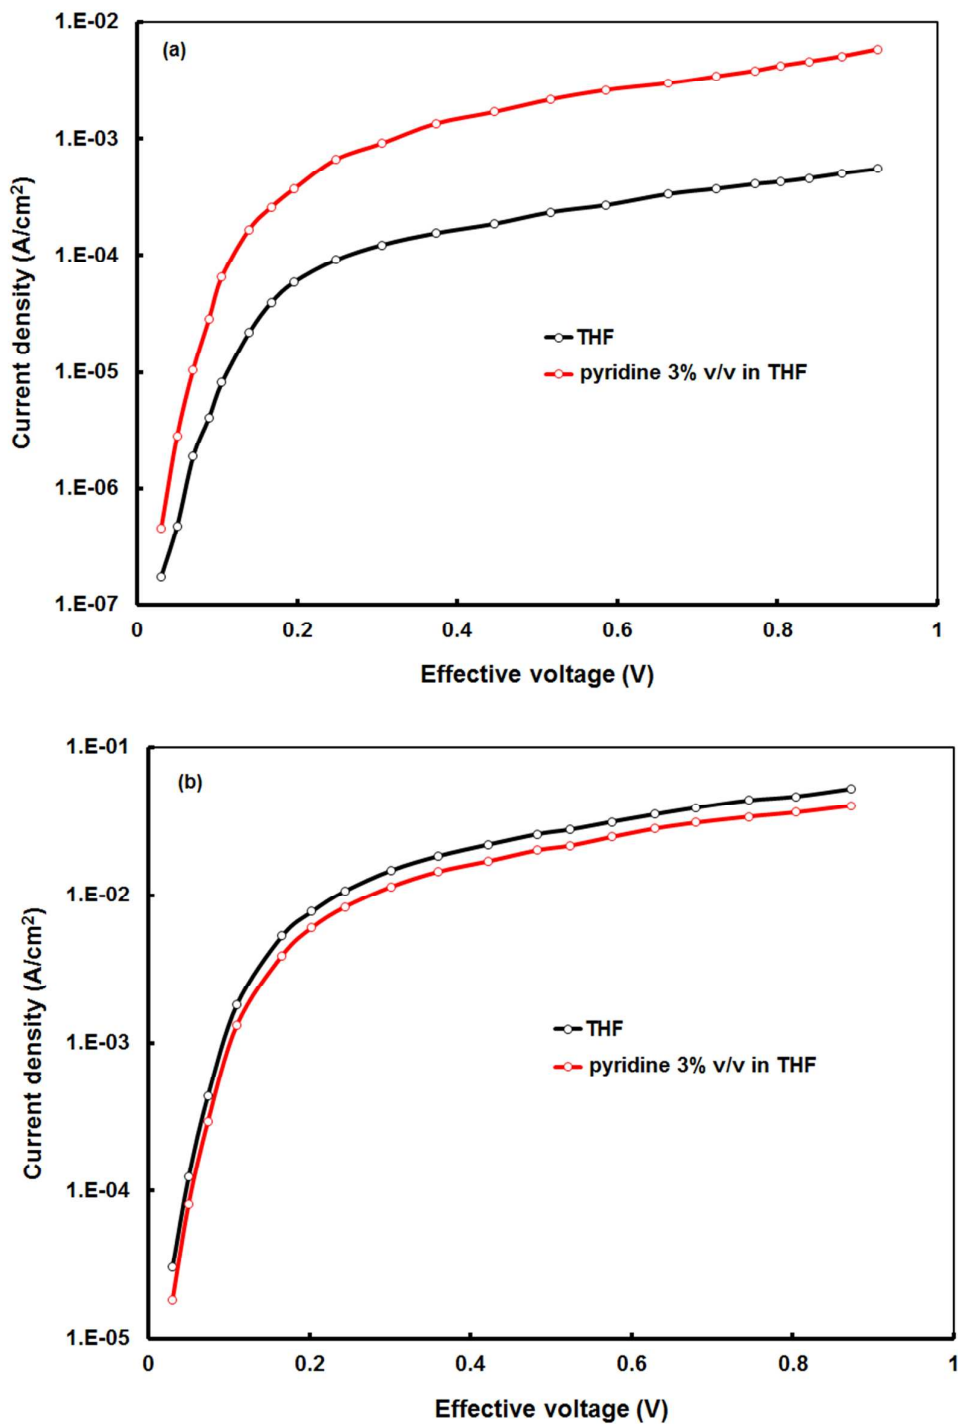 (a)
1.E-02
1.E-03
1.E-04
1.E-05
1.E-06
1.E-07
Current density (A/cm²)
THF
pyridine 3% v/v in THF
0 0.2 0.4 0.6 0.8 1
Effective voltage (V)
(b)
1.E-01
1.E-02
1.E-03
1.E-04
1.E-05
Current density (A/cm²)
THF
pyridine 3% v/v in THF
0 0.2 0.4 0.6 0.8 1
Effective voltage (V)